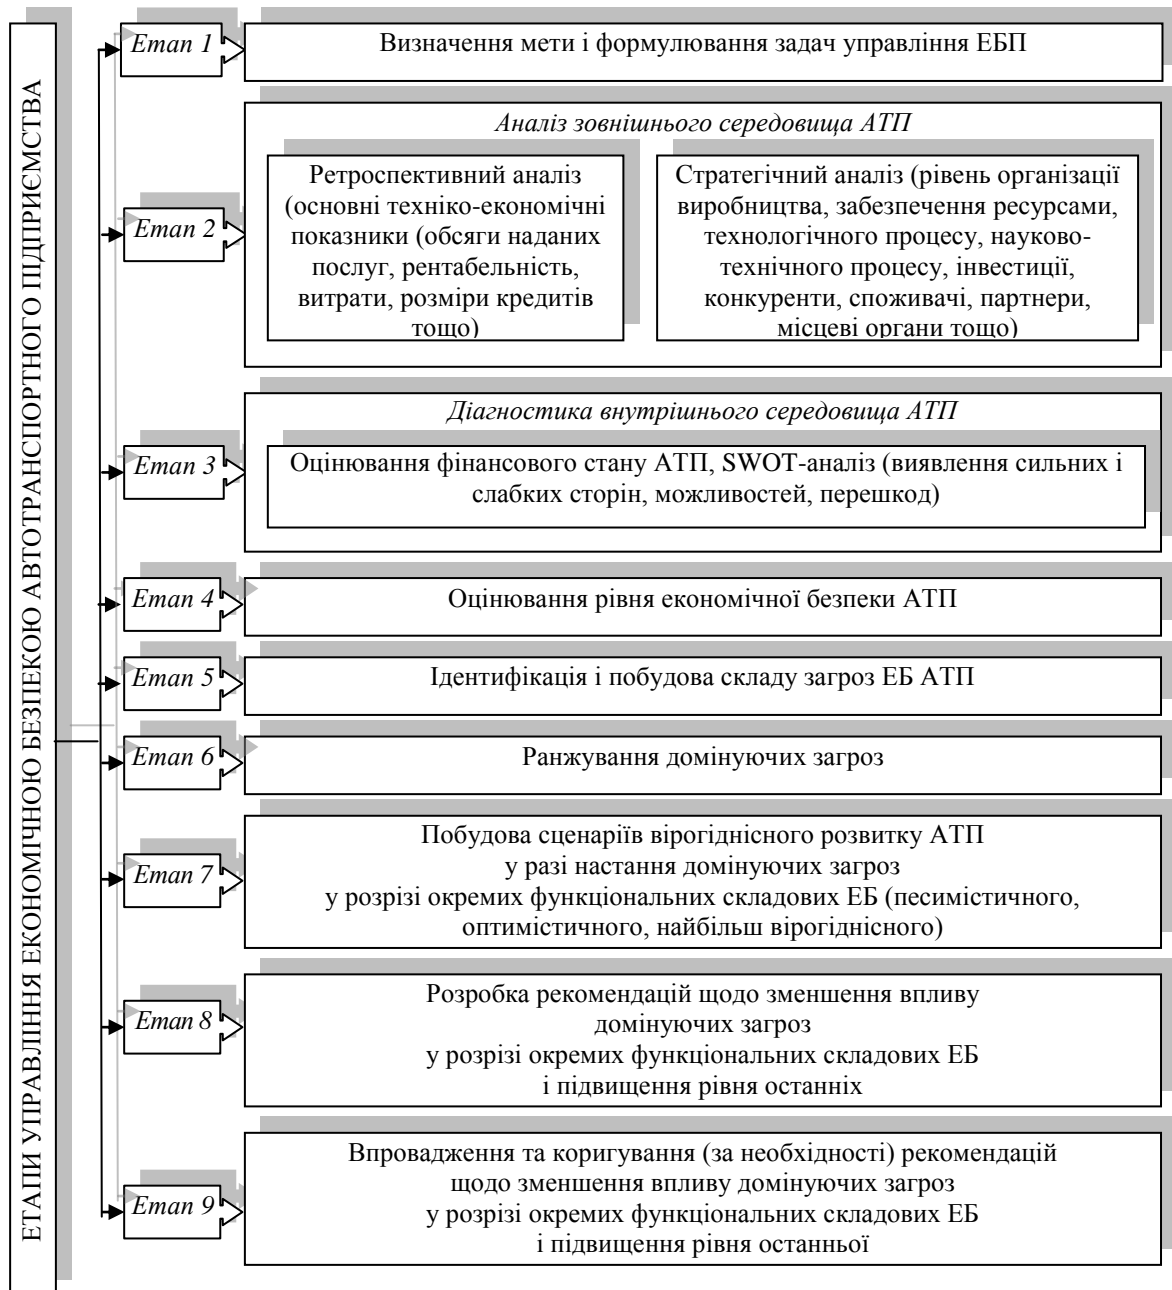 ЕТАПИ УПРАВЛІННЯ ЕКОНОМІЧНОЮ БЕЗПЕКОЮ АВТОТРАНСПОРТНОГО ПІДПРИЄМСТВА
Етап 1
Визначення мети і формулювання задач управління ЕБП
Етап 2
Аналіз зовнішнього середовища АТП
Ретроспективний аналіз
(основні техніко-економічні
показники (обсяги наданих
послуг, рентабельність,
витрати, розміри кредитів
тощо)
Стратегічний аналіз (рівень організації
виробництва, забезпечення ресурсами,
технологічного процесу, науково-
технічного процесу, інвестиції,
конкуренти, споживачі, партнери,
місцеві органи тощо)
Етап 3
Діагностика внутрішнього середовища АТП
Оцінювання фінансового стану АТП, SWOT-аналіз (виявлення сильних і
слабких сторін, можливостей, перешкод)
Етап 4
Оцінювання рівня економічної безпеки АТП
Етап 5
Ідентифікація і побудова складу загроз ЕБ АТП
Етап 6
Ранжування домінуючих загроз
Етап 7
Побудова сценаріїв вірогіднісного розвитку АТП
у разі настання домінуючих загроз
у розрізі окремих функціональних складових ЕБ (песимістичного,
оптимістичного, найбільш вірогіднісного)
Етап 8
Розробка рекомендацій щодо зменшення впливу
домінуючих загроз
у розрізі окремих функціональних складових ЕБ
і підвищення рівня останніх
Етап 9
Впровадження та коригування (за необхідності) рекомендацій
щодо зменшення впливу домінуючих загроз
у розрізі окремих функціональних складових ЕБ
і підвищення рівня останньої